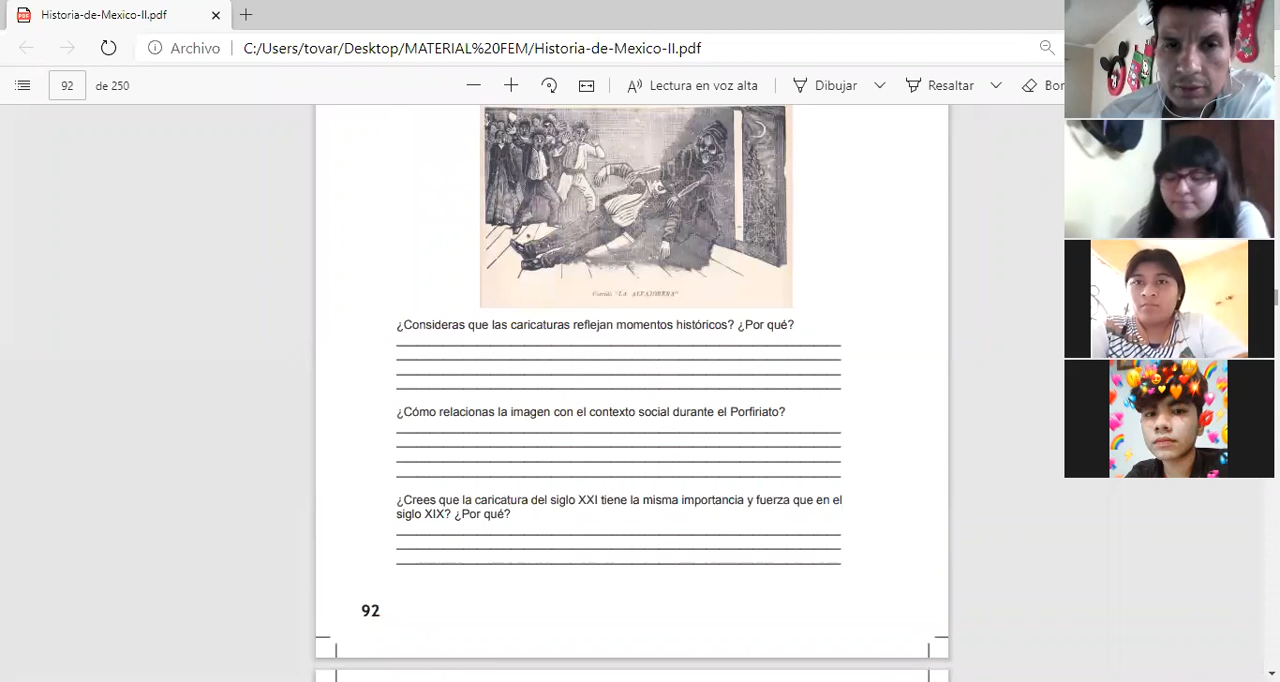 Historia-de-Mexico-II.pdf
Archivo
C:/Users/tovar/Desktop/MATERIAL%20FEM/Historia-de-Mexico-II.pdf
92
de 250
Lectura en voz alta
Dibujar
Resaltar
Bor
"LA
¿Consideras que las caricaturas reflejan momentos históricos? ¿Por qué?
¿Cómo relacionas la imagen con el contexto social durante el Porfiriato?
¿Crees que la caricatura del siglo XXI tiene la misma importancia y fuerza que en el
siglo XIX? ¿Por qué?
92